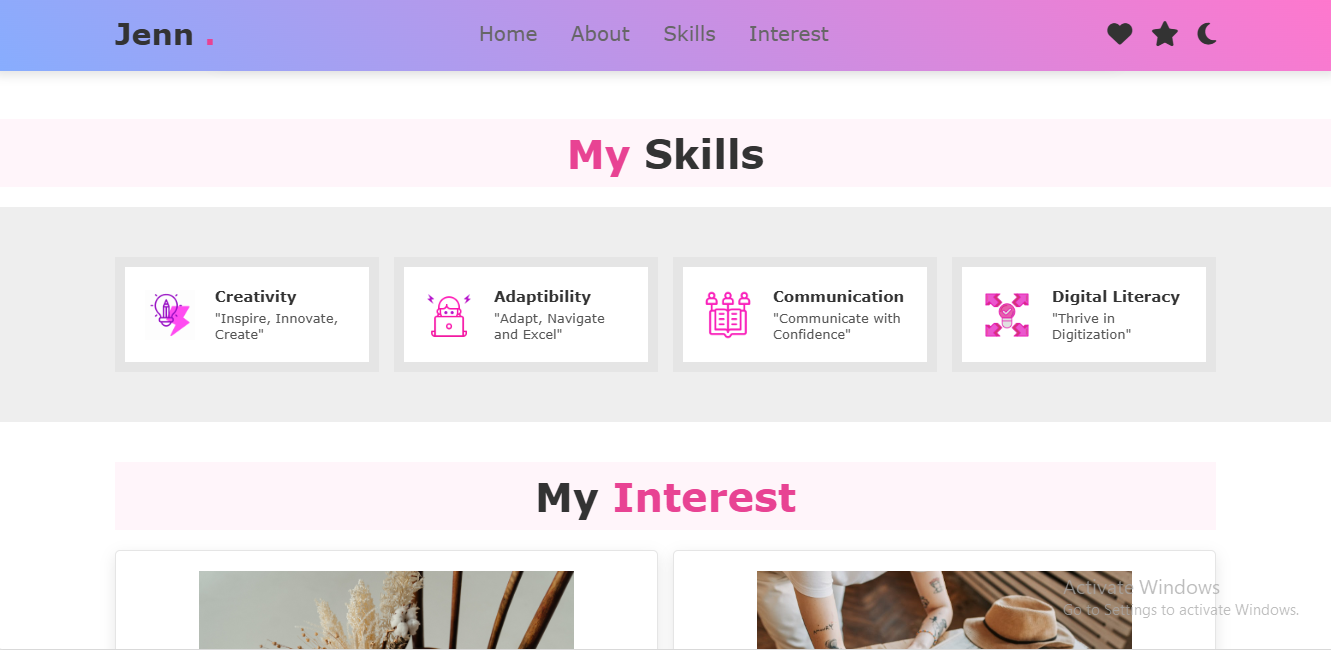 Jenn .
Home About Skills Interest
My Skills
Creativity
"Inspire, Innovate,
Create"
Adaptibility
"Adapt, Navigate
and Excel"
Communication
"Communicate with
Confidence"
Digital Literacy
"Thrive in
Digitization"
My Interest
Activate Windows
Go to Settings to activate Windows.